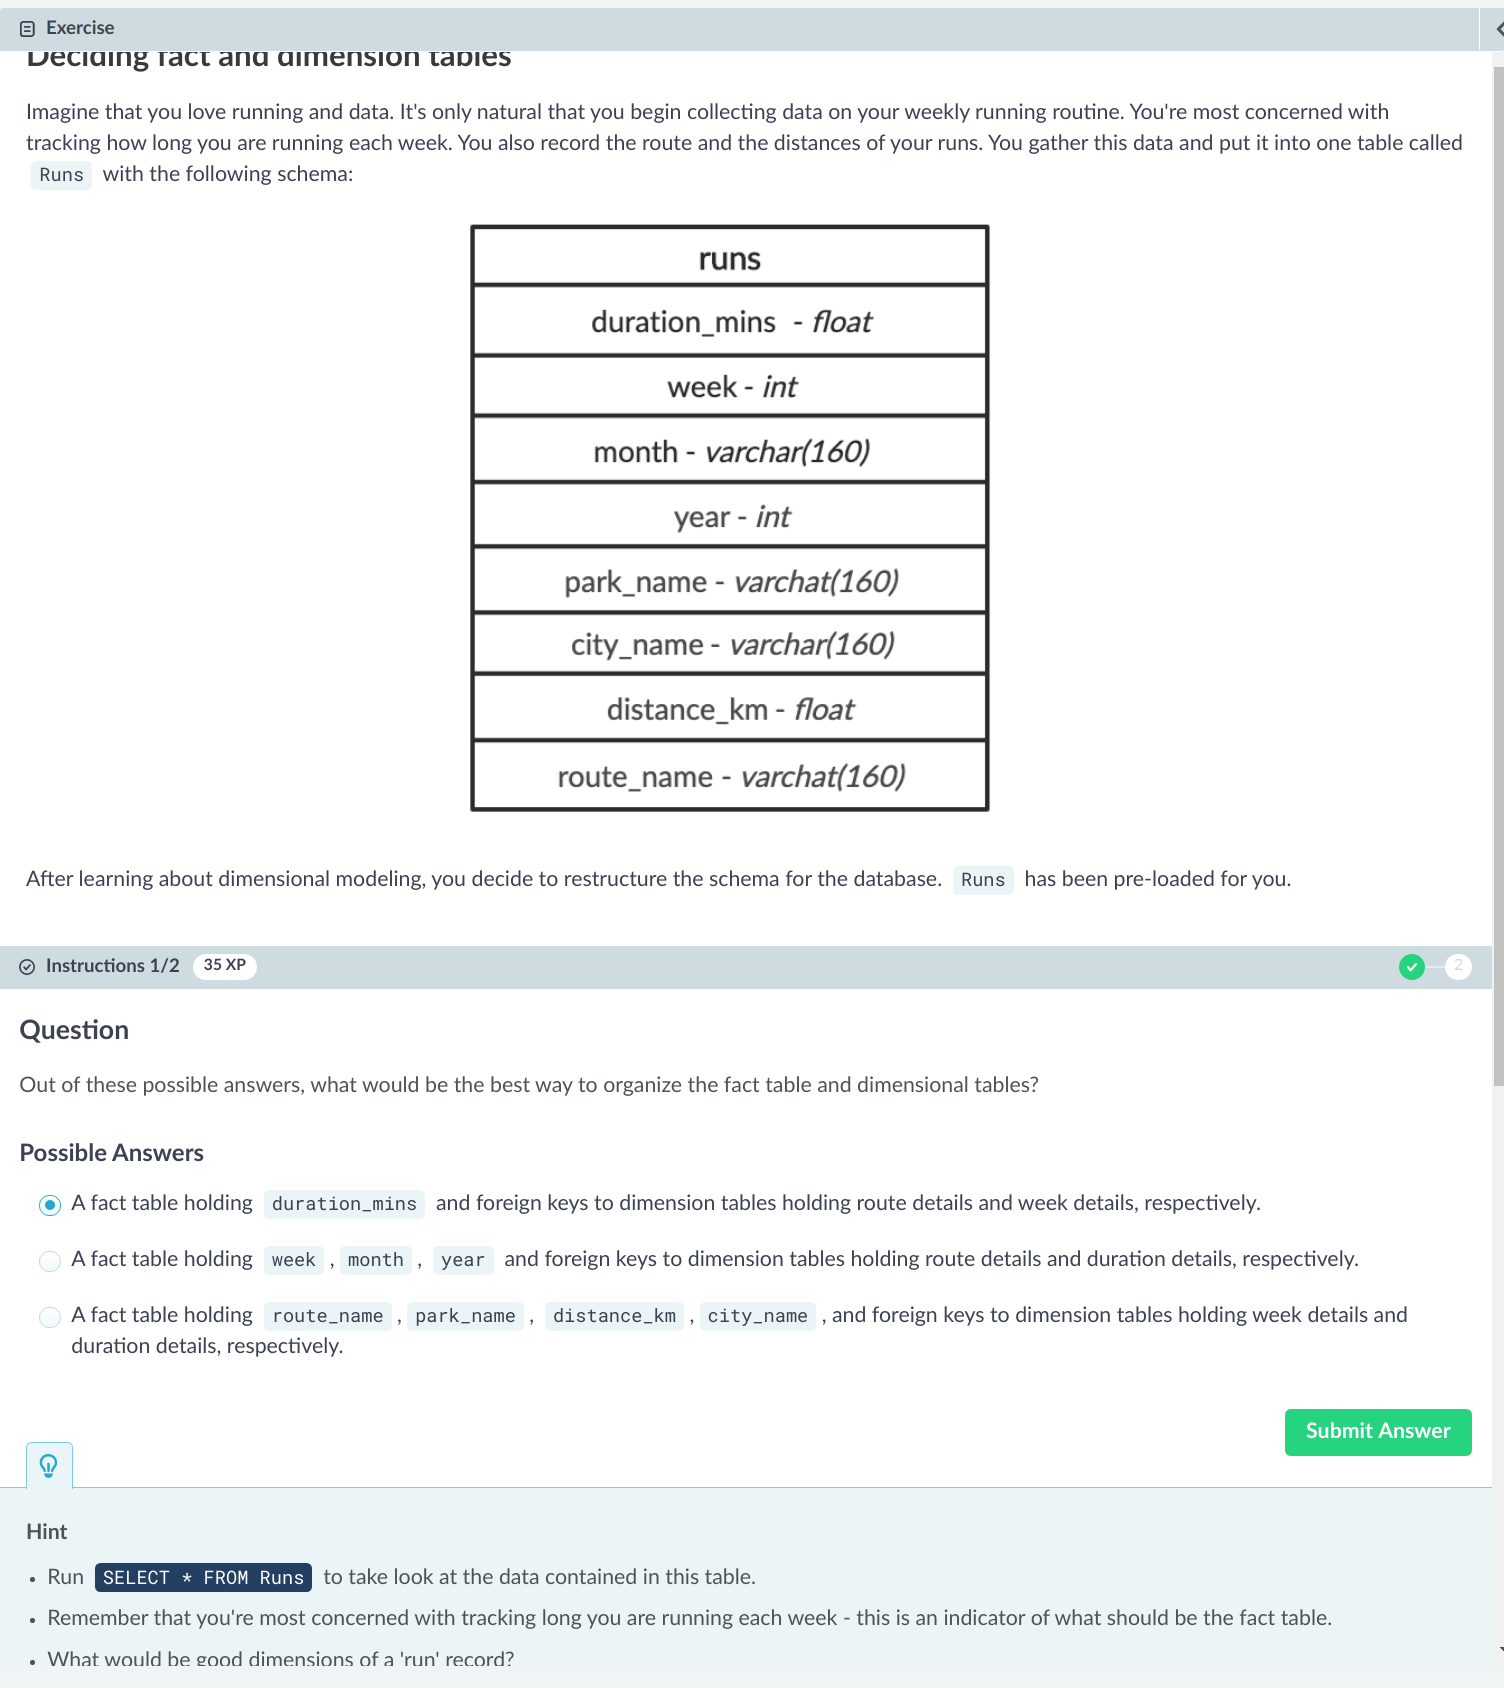 Exercise
Deciding fact and dimension tables
Imagine that you love running and data. It's only natural that you begin collecting data on your weekly running routine. You're most concerned with
tracking how long you are running each week. You also record the route and the distances of your runs. You gather this data and put it into one table called
Runs with the following schema:
runs
duration_mins - float
week - int
month - varchar(160)
year - int
park_name - varchat(160)
city_name - varchar(160)
distance_km - float
route_name - varchat(160)
After learning about dimensional modeling, you decide to restructure the schema for the database. Runs has been pre-loaded for you.
Instructions 1/2 35 XP 2
Question
Out of these possible answers, what would be the best way to organize the fact table and dimensional tables?
Possible Answers
A fact table holding duration_mins and foreign keys to dimension tables holding route details and week details, respectively.
A fact table holding week , month , year and foreign keys to dimension tables holding route details and duration details, respectively.
A fact table holding route_name , park_name , distance_km , city_name , and foreign keys to dimension tables holding week details and
duration details, respectively.
Submit Answer
Hint
• Run SELECT * FROM Runs to take look at the data contained in this table.
• Remember that you're most concerned with tracking long you are running each week - this is an indicator of what should be the fact table.
• What would be good dimensions of a 'run' record?